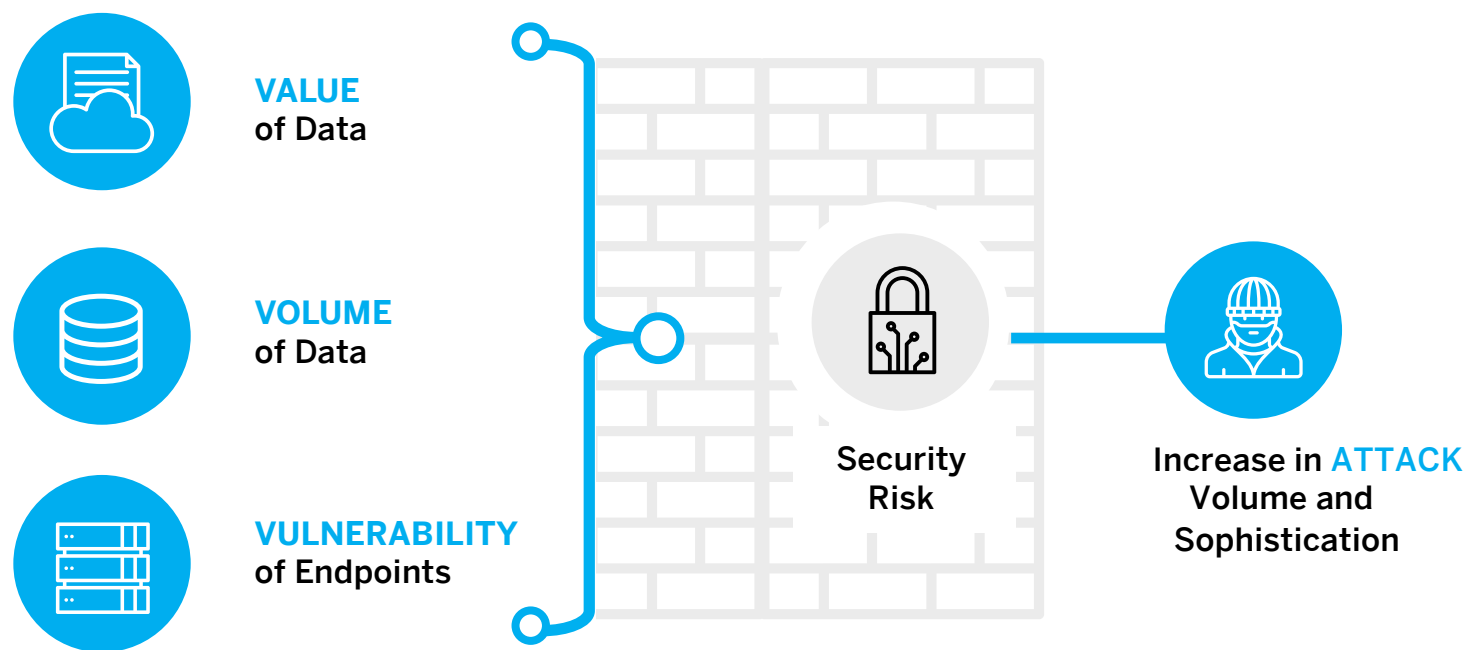 VALUE
of Data
VOLUME
of Data
VULNERABILITY
of Endpoints
Security
Risk
Increase in ATTACK
Volume and
Sophistication